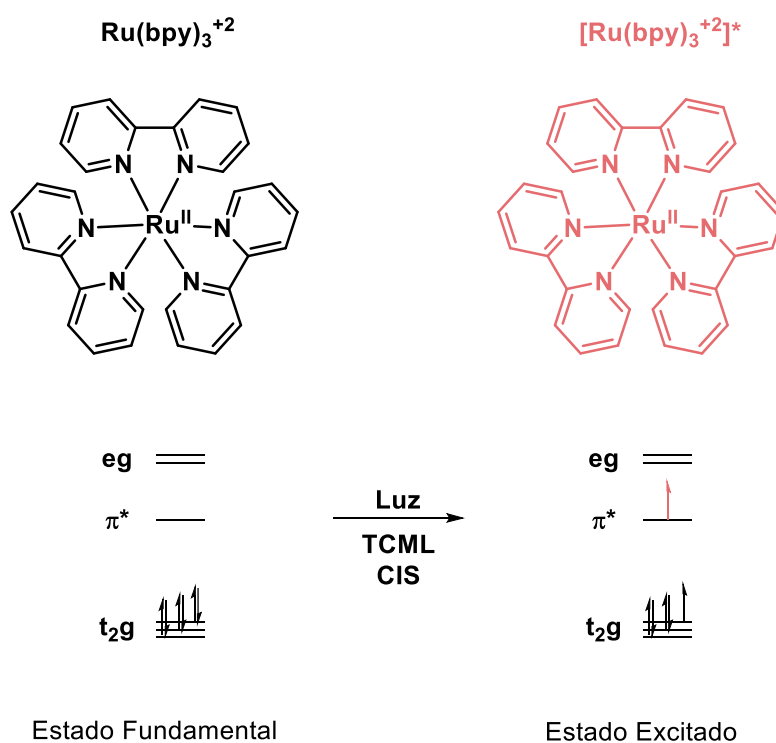 Ru(bpy)₃⁺² [Ru(bpy)₃⁺²]*
N N N N
N Ruᴵᴵ N N Ruᴵᴵ N
N N N N
eg eg
Luz
π* π*
TCML
CIS
t₂g t₂g
Estado Fundamental Estado Excitado